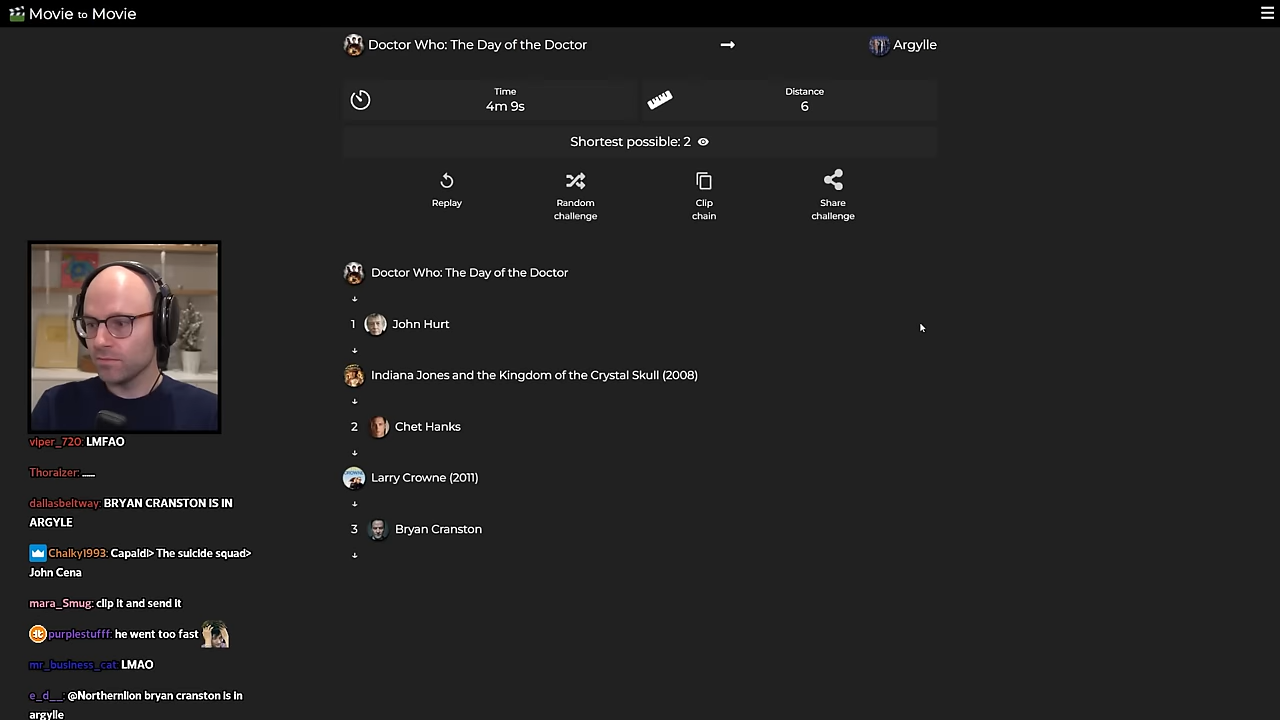 Movie to Movie
Doctor Who: The Day of the Doctor
Argylle
Time
4m 9s
Distance
6
Shortest possible: 2
Replay
Random
challenge
Clip
chain
Share
challenge
Doctor Who: The Day of the Doctor
1 John Hurt
Indiana Jones and the Kingdom of the Crystal Skull (2008)
2 Chet Hanks
Larry Crowne (2011)
3 Bryan Cranston
viper_720: LMFAO
Thoralzer: .....
dallasbeltway: BRYAN CRANSTON IS IN
ARGYLE
Chalky1993: Capaldi> The suicide squad>
John Cena
mara_Smug: clip it and send it
purplestufff: he went too fast
mr_business_cat: LMAO
e_d__: @Northernlion bryan cranston is in
argylle